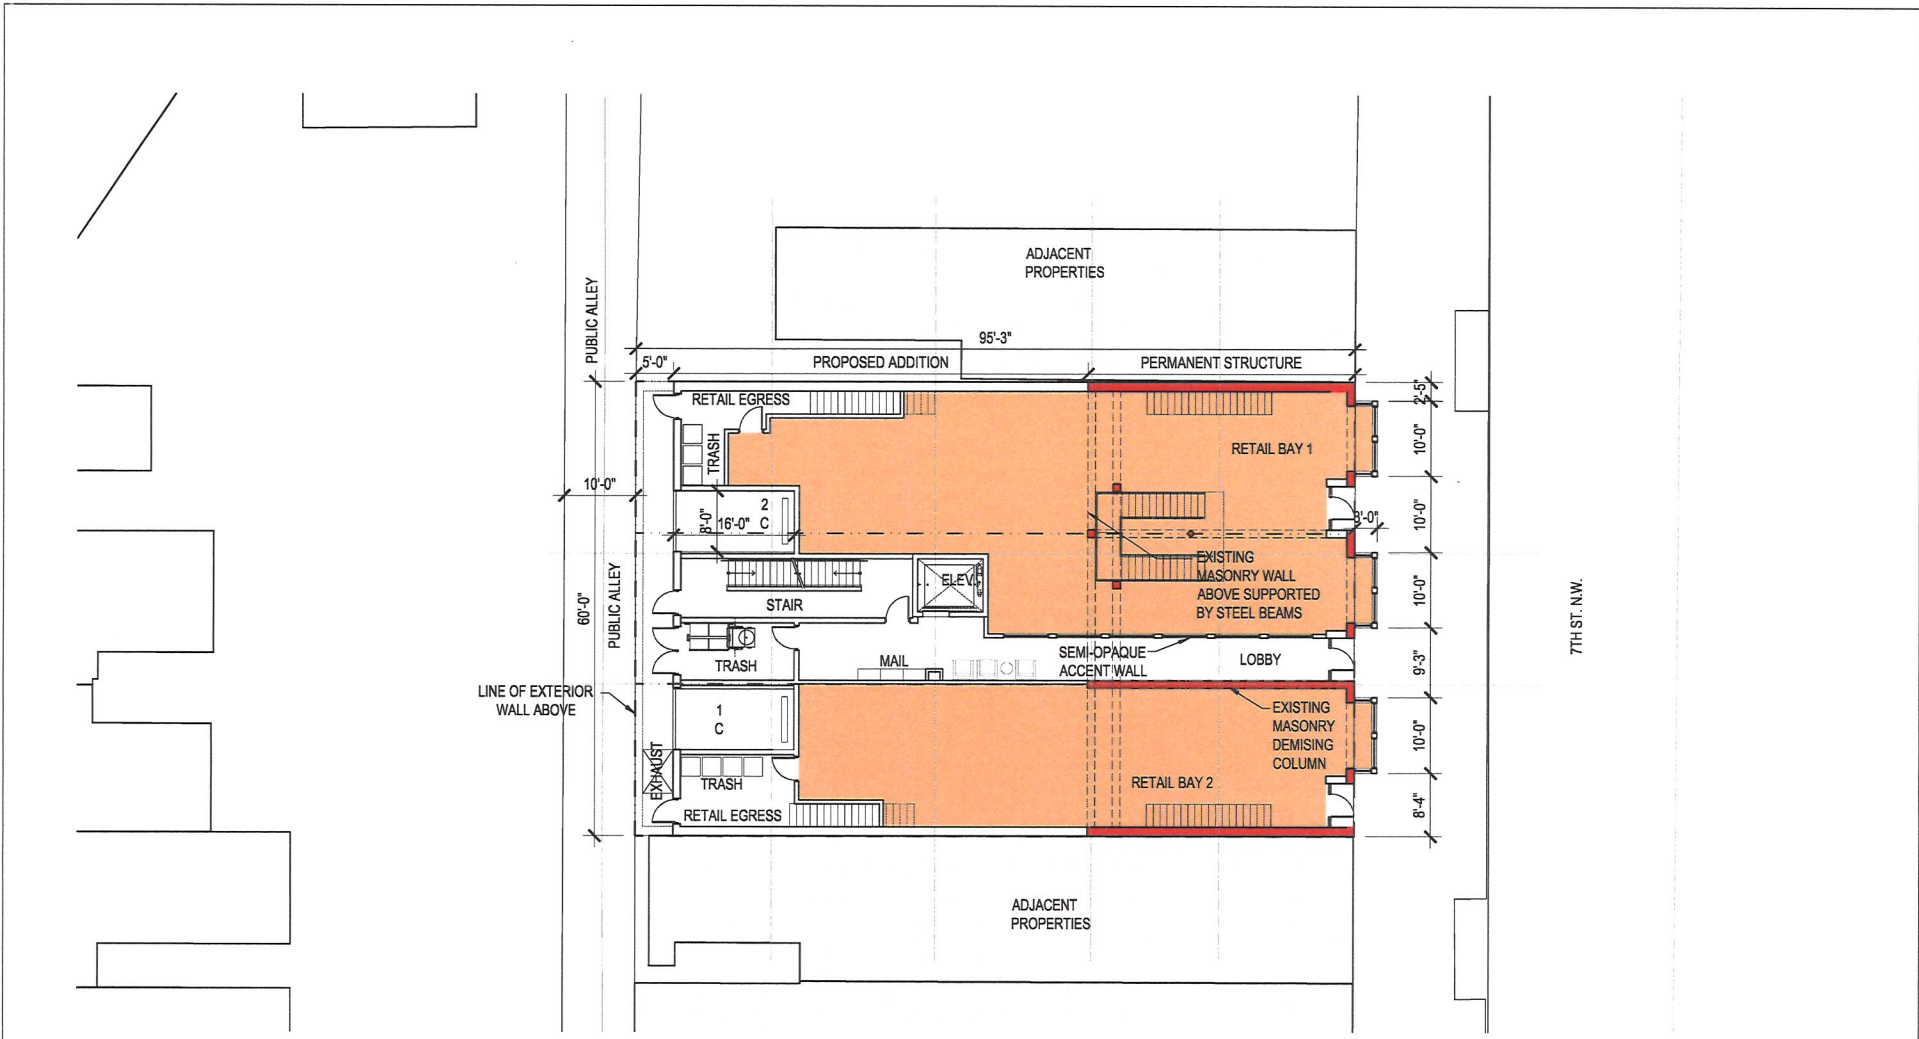 ADJACENT
PROPERTIES
PUBLIC ALLEY
95'-3"
5'-0"
PROPOSED ADDITION
PERMANENT STRUCTURE
2'-5"
RETAIL EGRESS
TRASH
RETAIL BAY 1
10'-0"
10'-0"
2
C
8'-0"
16'-0"
10'-0"
3'-0"
EXISTING
MASONRY WALL
ABOVE SUPPORTED
BY STEEL BEAMS
ELEV.
STAIR
10'-0"
60'-0"
PUBLIC ALLEY
7TH ST. N.W.
TRASH
MAIL
SEMI-OPAQUE
ACCENT WALL
LOBBY
9'-3"
LINE OF EXTERIOR
WALL ABOVE
1
C
EXISTING
MASONRY
DEMISING
COLUMN
10'-0"
EXHAUST
TRASH
RETAIL BAY 2
RETAIL EGRESS
8'-4"
ADJACENT
PROPERTIES